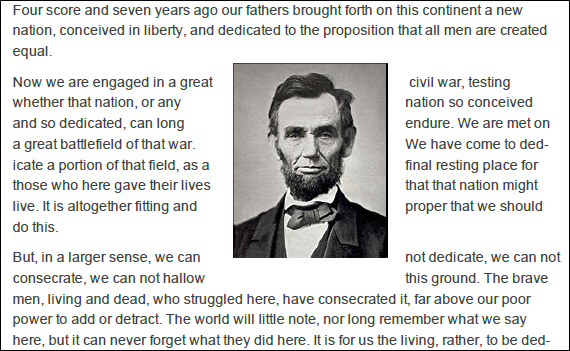 Four score and seven years ago our fathers brought forth on this continent a new
nation, conceived in liberty, and dedicated to the proposition that all men are created
equal.
Now we are engaged in a great civil war, testing
whether that nation, or any nation so conceived
and so dedicated, can long endure. We are met on
a great battlefield of that war. We have come to ded-
icate a portion of that field, as a final resting place for
those who here gave their lives that that nation might
live. It is altogether fitting and proper that we should
do this.
But, in a larger sense, we can not dedicate, we can not
consecrate, we can not hallow this ground. The brave
men, living and dead, who struggled here, have consecrated it, far above our poor
power to add or detract. The world will little note, nor long remember what we say
here, but it can never forget what they did here. It is for us the living, rather, to be ded-